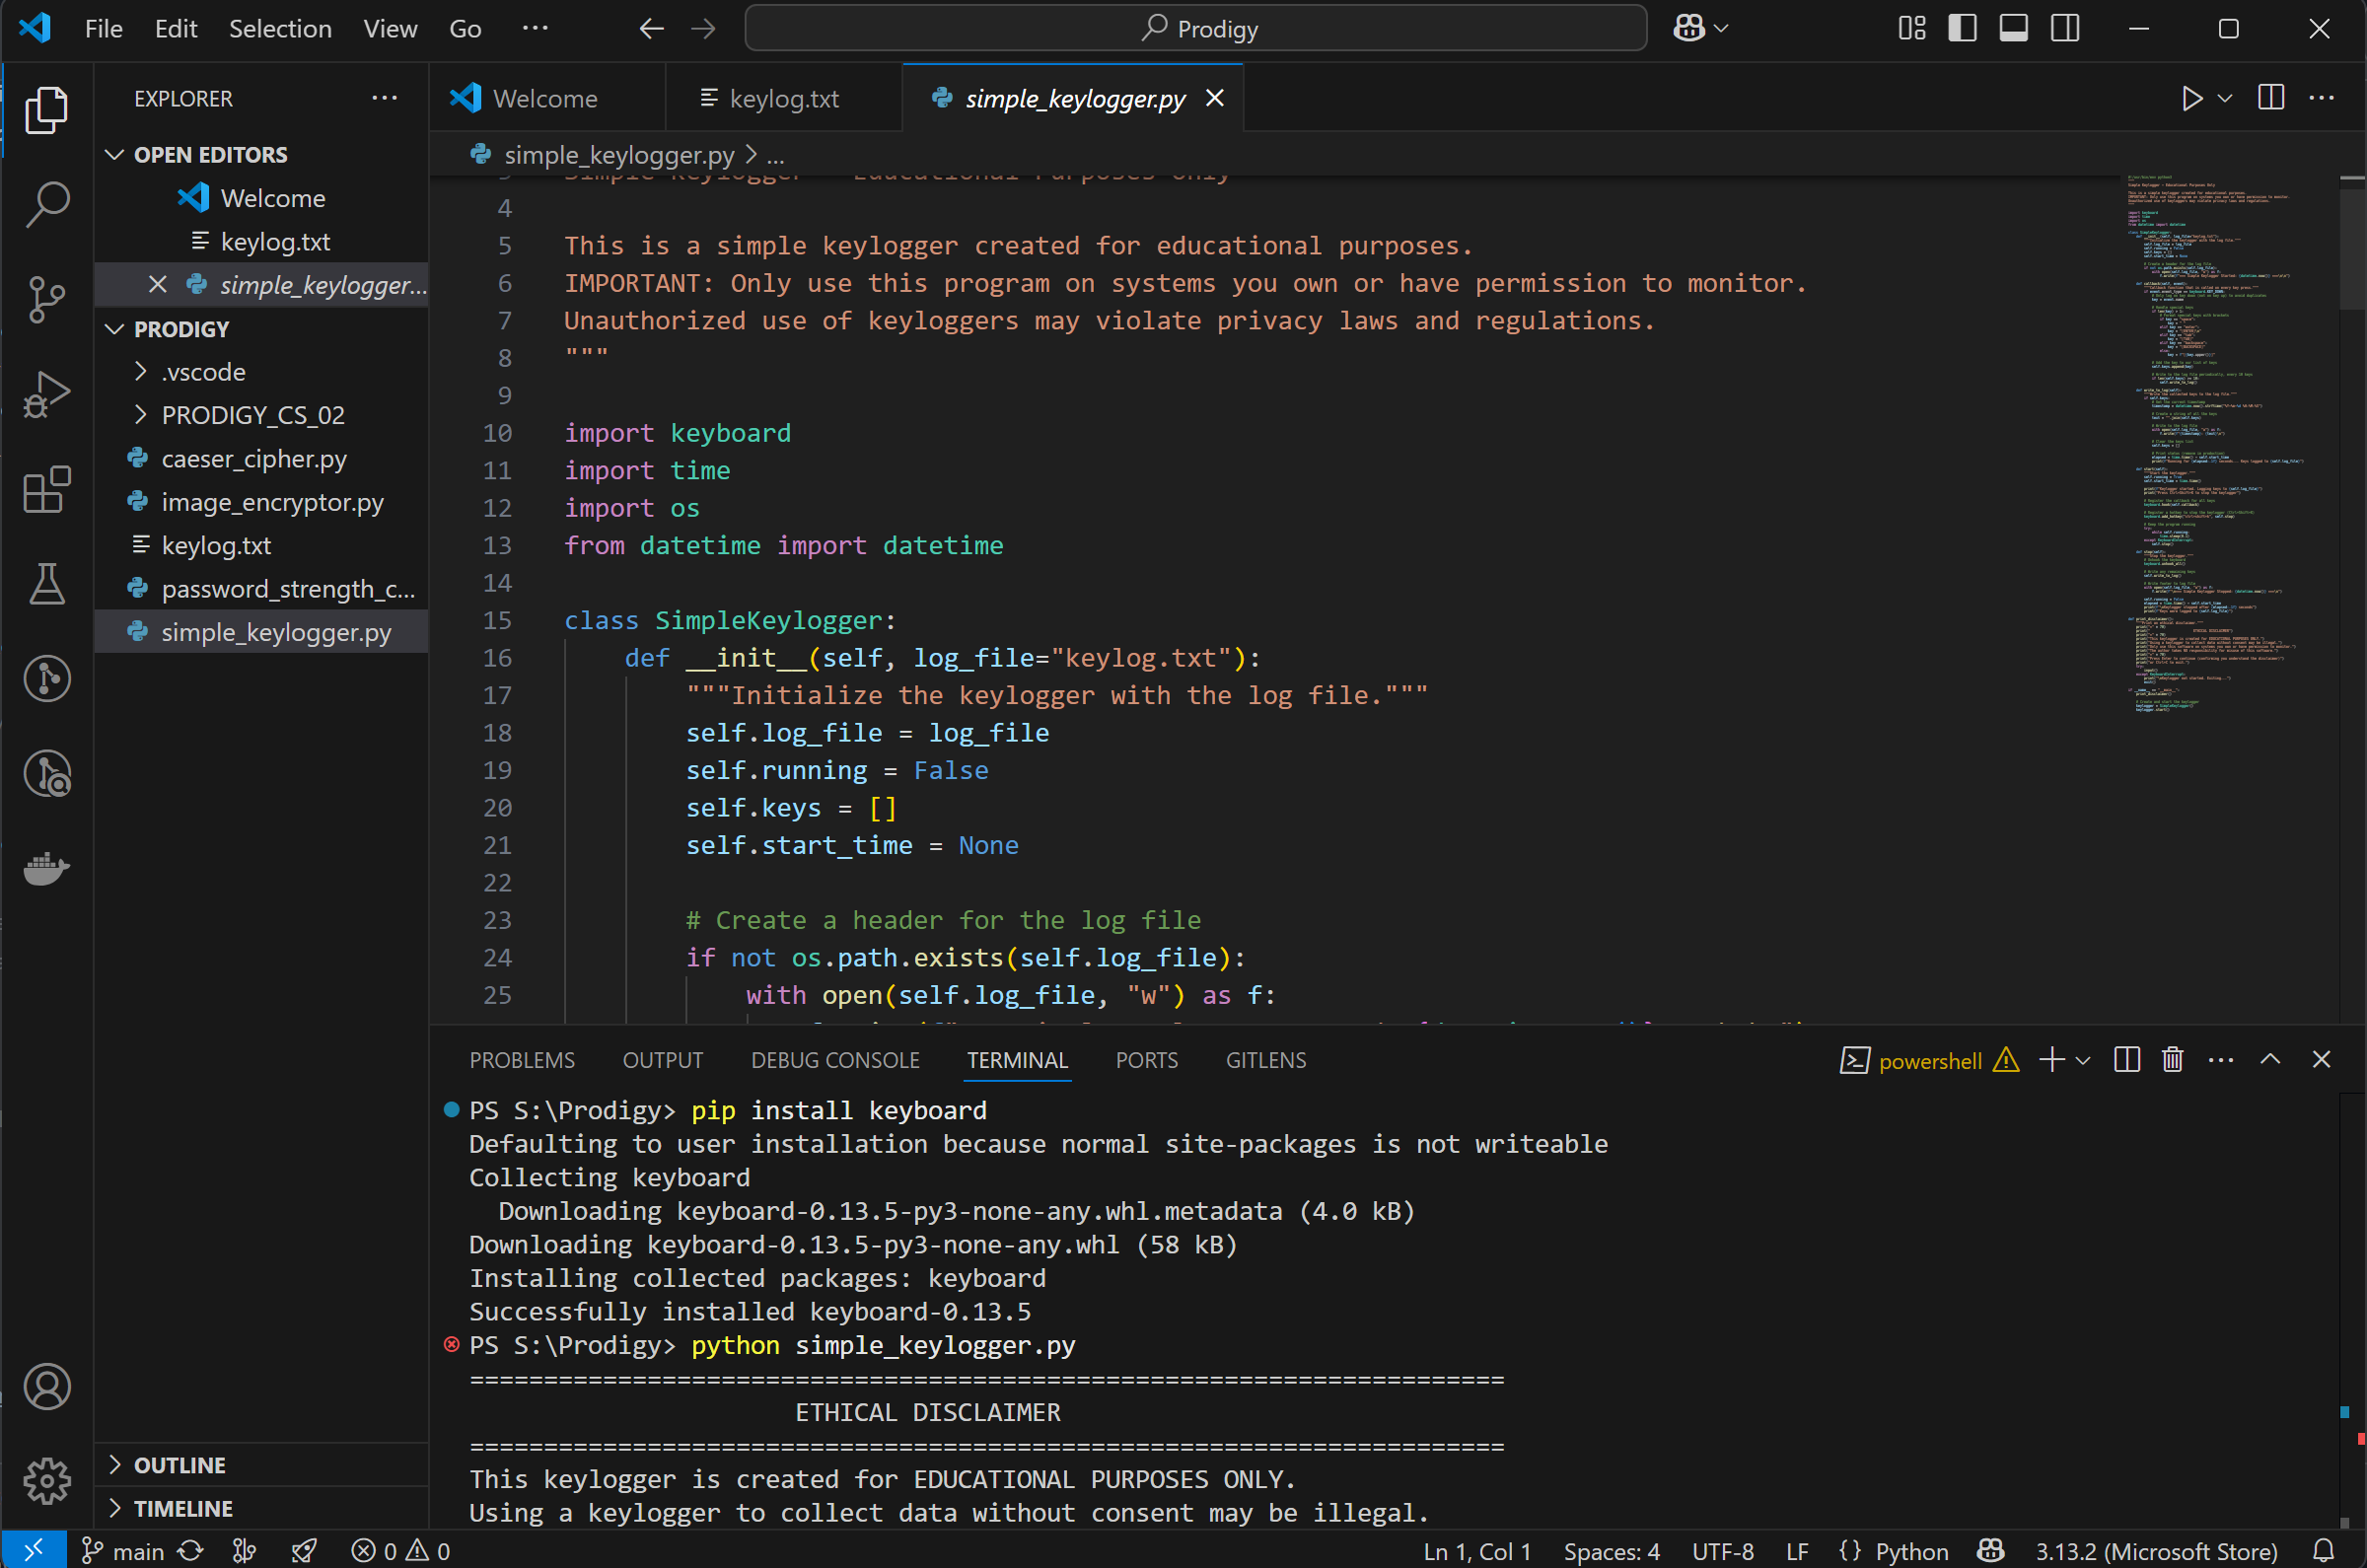 File Edit Selection View Go ··· Prodigy
EXPLORER ···
OPEN EDITORS
Welcome
keylog.txt
simple_keylogger...
PRODIGY
.vscode
PRODIGY_CS_02
caeser_cipher.py
image_encryptor.py
keylog.txt
password_strength_c...
simple_keylogger.py
OUTLINE
TIMELINE
Welcome keylog.txt simple_keylogger.py
simple_keylogger.py > ...
4
5 This is a simple keylogger created for educational purposes.
6 IMPORTANT: Only use this program on systems you own or have permission to monitor.
7 Unauthorized use of keyloggers may violate privacy laws and regulations.
8 """
9
10 import keyboard
11 import time
12 import os
13 from datetime import datetime
14
15 class SimpleKeylogger:
16 def __init__(self, log_file="keylog.txt"):
17 """Initialize the keylogger with the log file."""
18 self.log_file = log_file
19 self.running = False
20 self.keys = []
21 self.start_time = None
22
23 # Create a header for the log file
24 if not os.path.exists(self.log_file):
25 with open(self.log_file, "w") as f:
PROBLEMS OUTPUT DEBUG CONSOLE TERMINAL PORTS GITLENS powershell
PS S:\Prodigy> pip install keyboard
Defaulting to user installation because normal site-packages is not writeable
Collecting keyboard
Downloading keyboard-0.13.5-py3-none-any.whl.metadata (4.0 kB)
Downloading keyboard-0.13.5-py3-none-any.whl (58 kB)
Installing collected packages: keyboard
Successfully installed keyboard-0.13.5
PS S:\Prodigy> python simple_keylogger.py
======================================================================
ETHICAL DISCLAIMER
======================================================================
This keylogger is created for EDUCATIONAL PURPOSES ONLY.
Using a keylogger to collect data without consent may be illegal.
main 0 0 Ln 1, Col 1 Spaces: 4 UTF-8 LF {} Python 3.13.2 (Microsoft Store)